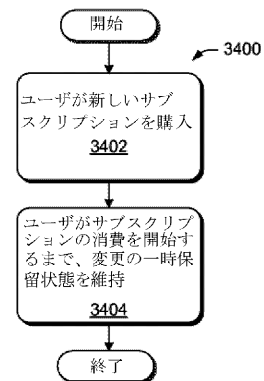 開始
3400
ユーザが新しいサブ
スクリプションを購入
3402
ユーザがサブスクリプ
ションの消費を開始す
るまで、変更の一時保
留状態を維持
3404
終了